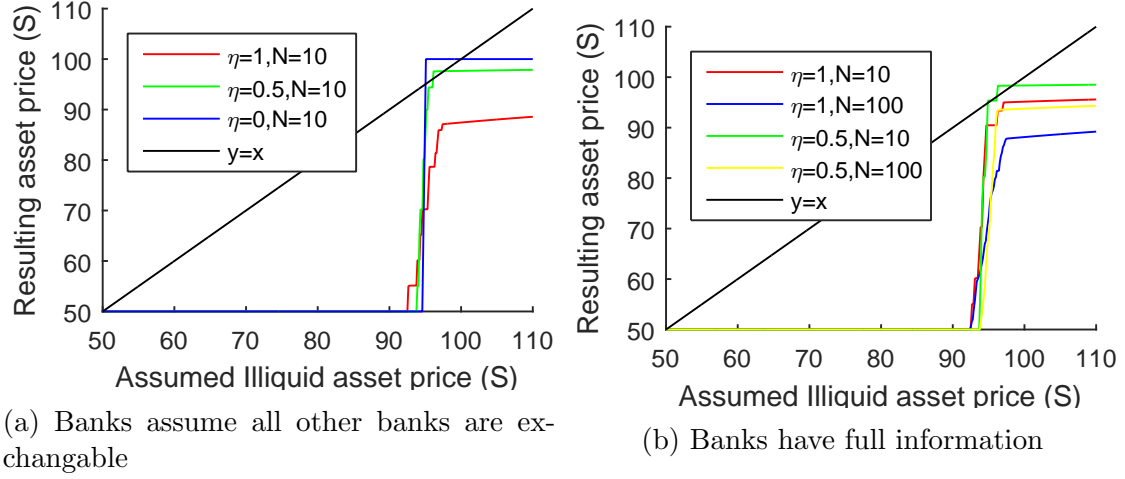 Resulting asset price (S)
110
100
90
80
70
60
50
η=1,N=10
η=0.5,N=10
η=0,N=10
y=x
50 60 70 80 90 100 110
Assumed Illiquid asset price (S)
(a) Banks assume all other banks are ex-
changable
Resulting asset price (S)
110
100
90
80
70
60
50
η=1,N=10
η=1,N=100
η=0.5,N=10
η=0.5,N=100
y=x
50 60 70 80 90 100 110
Assumed Illiquid asset price (S)
(b) Banks have full information